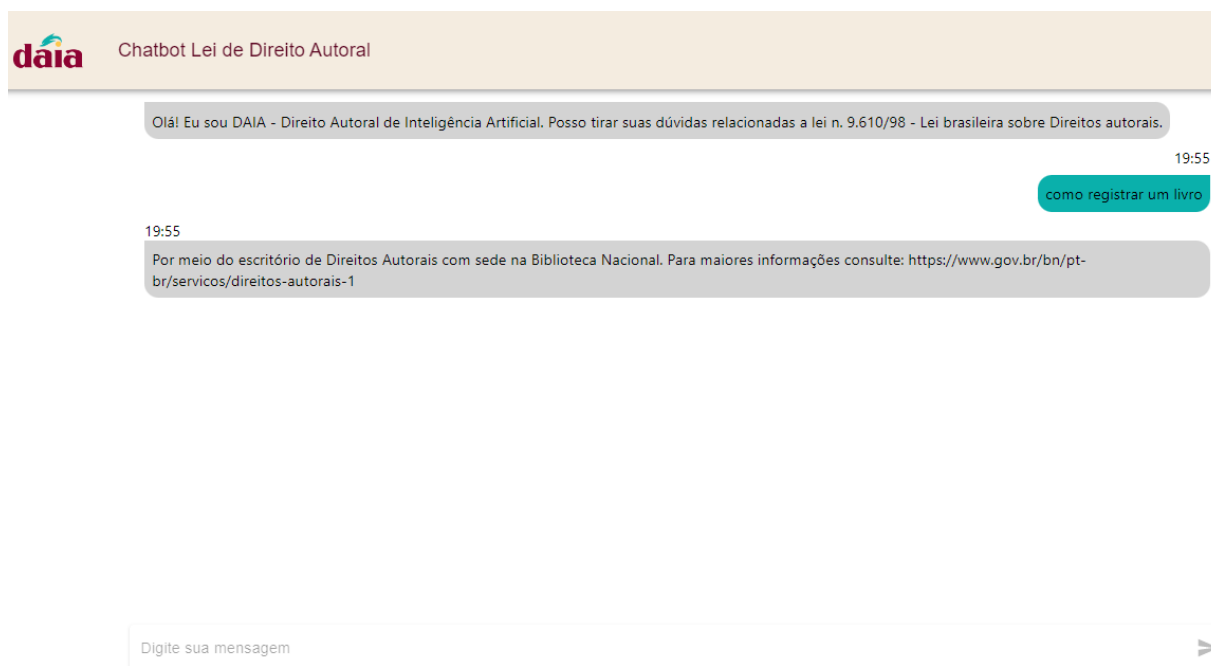 daia
Chatbot Lei de Direito Autoral
Olá! Eu sou DAIA - Direito Autoral de Inteligência Artificial. Posso tirar suas dúvidas relacionadas a lei n. 9.610/98 - Lei brasileira sobre Direitos autorais.
19:55
como registrar um livro
19:55
Por meio do escritório de Direitos Autorais com sede na Biblioteca Nacional. Para maiores informações consulte: https://www.gov.br/bn/pt-
br/servicos/direitos-autorais-1
Digite sua mensagem